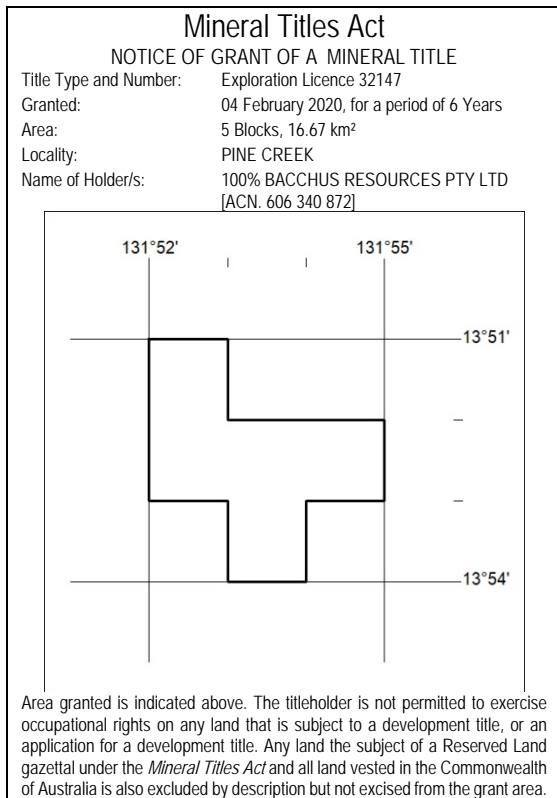 Mineral Titles Act
NOTICE OF GRANT OF A MINERAL TITLE
Title Type and Number: Exploration Licence 32147
Granted: 04 February 2020, for a period of 6 Years
Area: 5 Blocks, 16.67 km²
Locality: PINE CREEK
Name of Holder/s: 100% BACCHUS RESOURCES PTY LTD
[ACN. 606 340 872]
131°52' 131°55'
13°51'
13°54'
Area granted is indicated above. The titleholder is not permitted to exercise
occupational rights on any land that is subject to a development title, or an
application for a development title. Any land the subject of a Reserved Land
gazettal under the Mineral Titles Act and all land vested in the Commonwealth
of Australia is also excluded by description but not excised from the grant area.